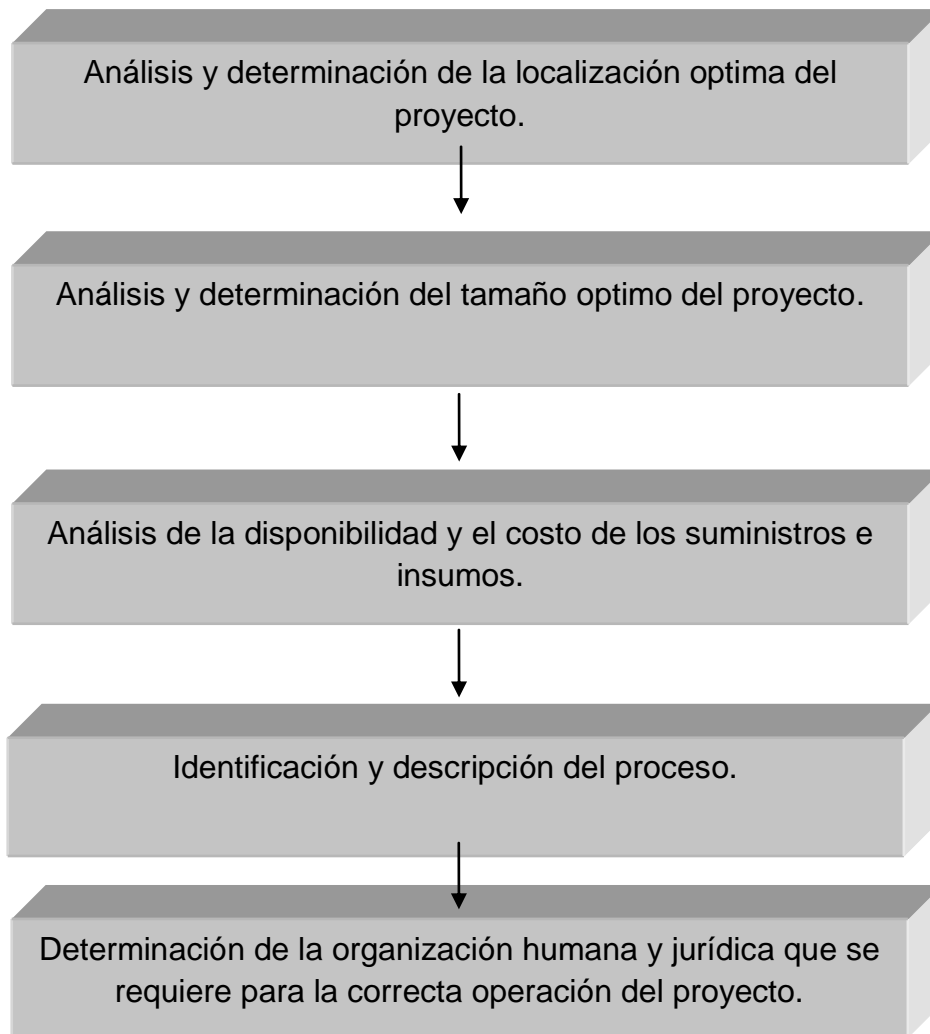 Análisis y determinación de la localización optima del
proyecto.
Análisis y determinación del tamaño optimo del proyecto.
Análisis de la disponibilidad y el costo de los suministros e
insumos.
Identificación y descripción del proceso.
Determinación de la organización humana y jurídica que se
requiere para la correcta operación del proyecto.